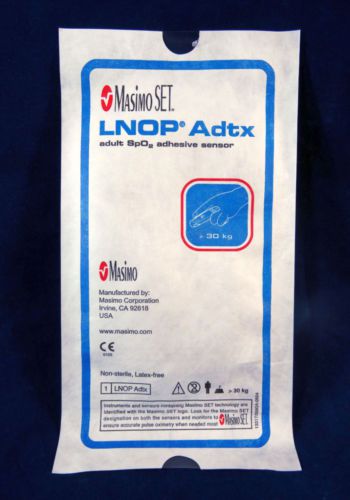 MASIMO SET.
LNOP® Adtx
adult SpO₂ adhesive sensor
> 30 kg
MASIMO
Manufactured by:
Masimo Corporation
Irvine, CA 92618
USA
www.masimo.com
CE
Non-sterile, Latex-free
1 LNOP Adtx
> 30 kg
Instruments and sensors containing Masimo SET technology are
identified with the Masimo SET logo. Look for the Masimo SET
designation on both the sensors and monitors to
ensure accurate pulse oximetry when needed most.
MASIMO SET